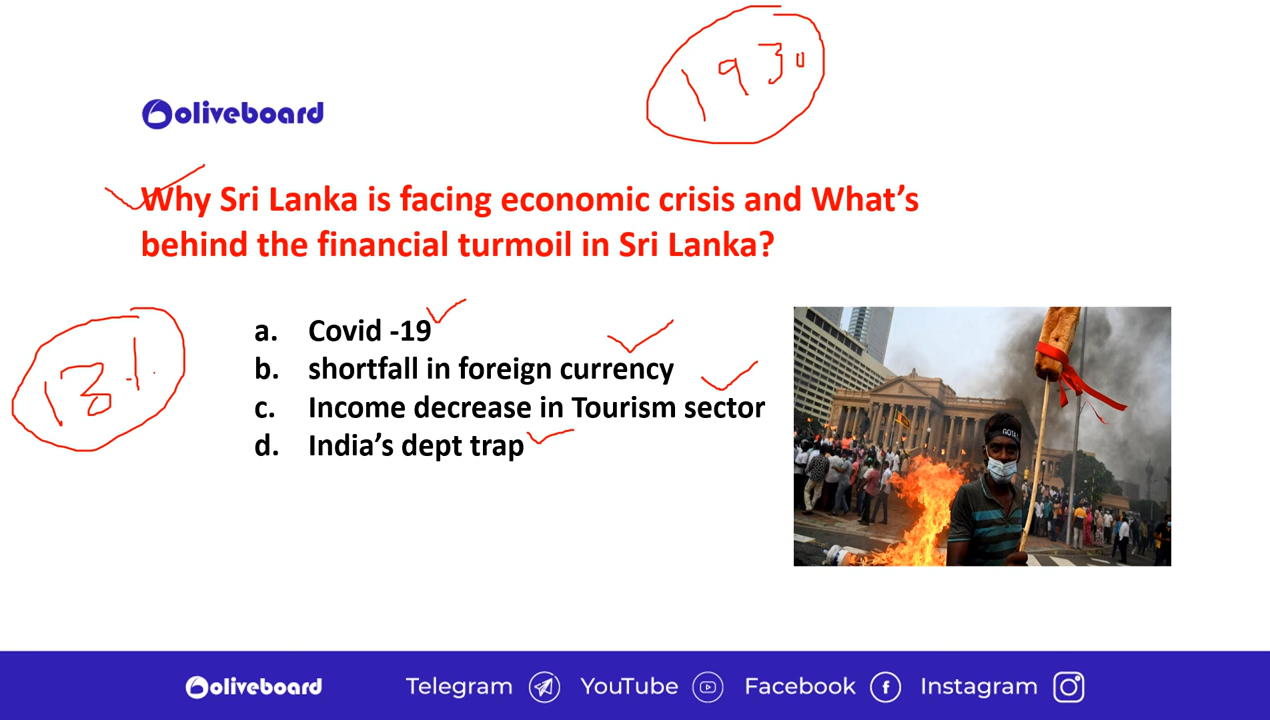 1930
oliveboard
Why Sri Lanka is facing economic crisis and What's
behind the financial turmoil in Sri Lanka?
a. Covid -19
b. shortfall in foreign currency
c. Income decrease in Tourism sector
d. India's dept trap
oliveboard Telegram YouTube Facebook Instagram